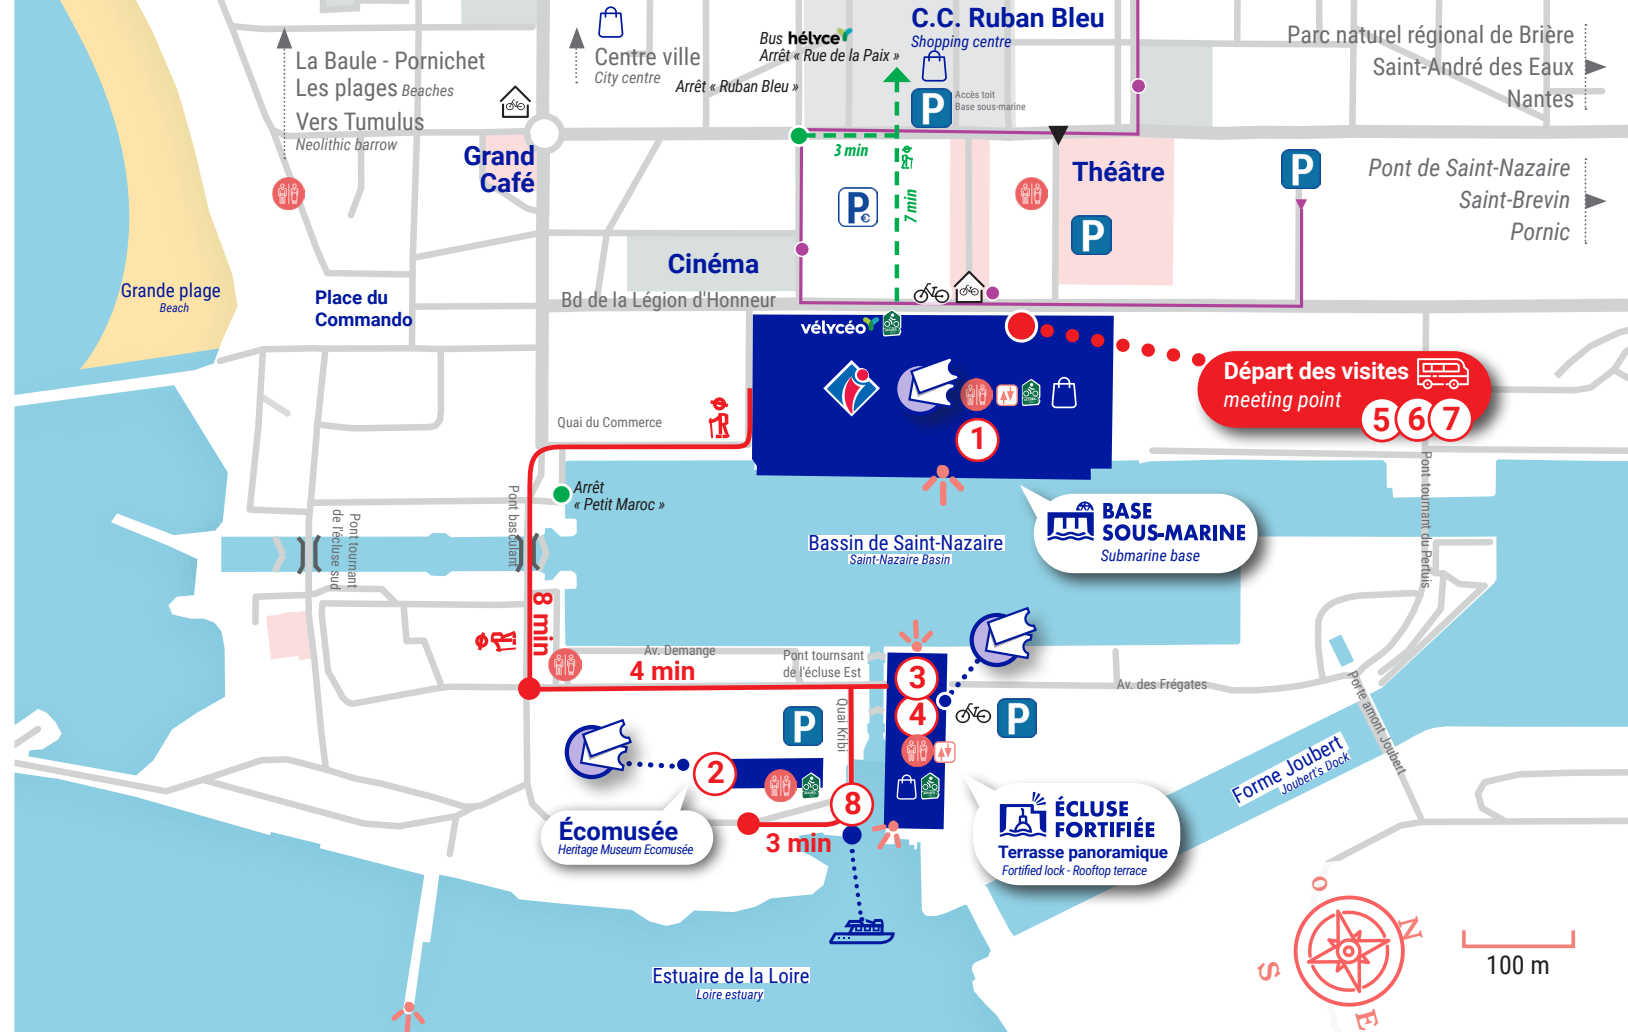 La Baule - Pornichet
Les plages Beaches
Vers Tumulus
Neolithic barrow
Centre ville
City centre
Bus hélyce
Arrêt « Rue de la Paix »
Arrêt « Ruban Bleu »
C.C. Ruban Bleu
Shopping centre
P
Accès toit
Base sous-marine
Parc naturel régional de Brière
Saint-André des Eaux
Nantes
Pont de Saint-Nazaire
Saint-Brevin
Pornic
Grand
Café
3 min
7 min
P€
Théâtre
P
P
Cinéma
Grande plage
Beach
Place du
Commando
Bd de la Légion d'Honneur
vélycéo
Départ des visites
meeting point
5 6 7
1
Quai du Commerce
Arrêt
« Petit Maroc »
Pont basculant
Pont tournant
de l'écluse sud
Pont tournant du Pertuis
BASE
SOUS-MARINE
Submarine base
Bassin de Saint-Nazaire
Saint-Nazaire Basin
8 min
Av. Demange
4 min
Pont tournsant
de l'écluse Est
3
4
Av. des Frégates
P
P
Quai Kribi
Porte amont Joubert
2
8
Écomusée
Heritage Museum Ecomusée
3 min
ÉCLUSE
FORTIFIÉE
Terrasse panoramique
Fortified lock - Rooftop terrace
Forme Joubert
Joubert's Dock
Estuaire de la Loire
Loire estuary
O
N
S
E
100 m